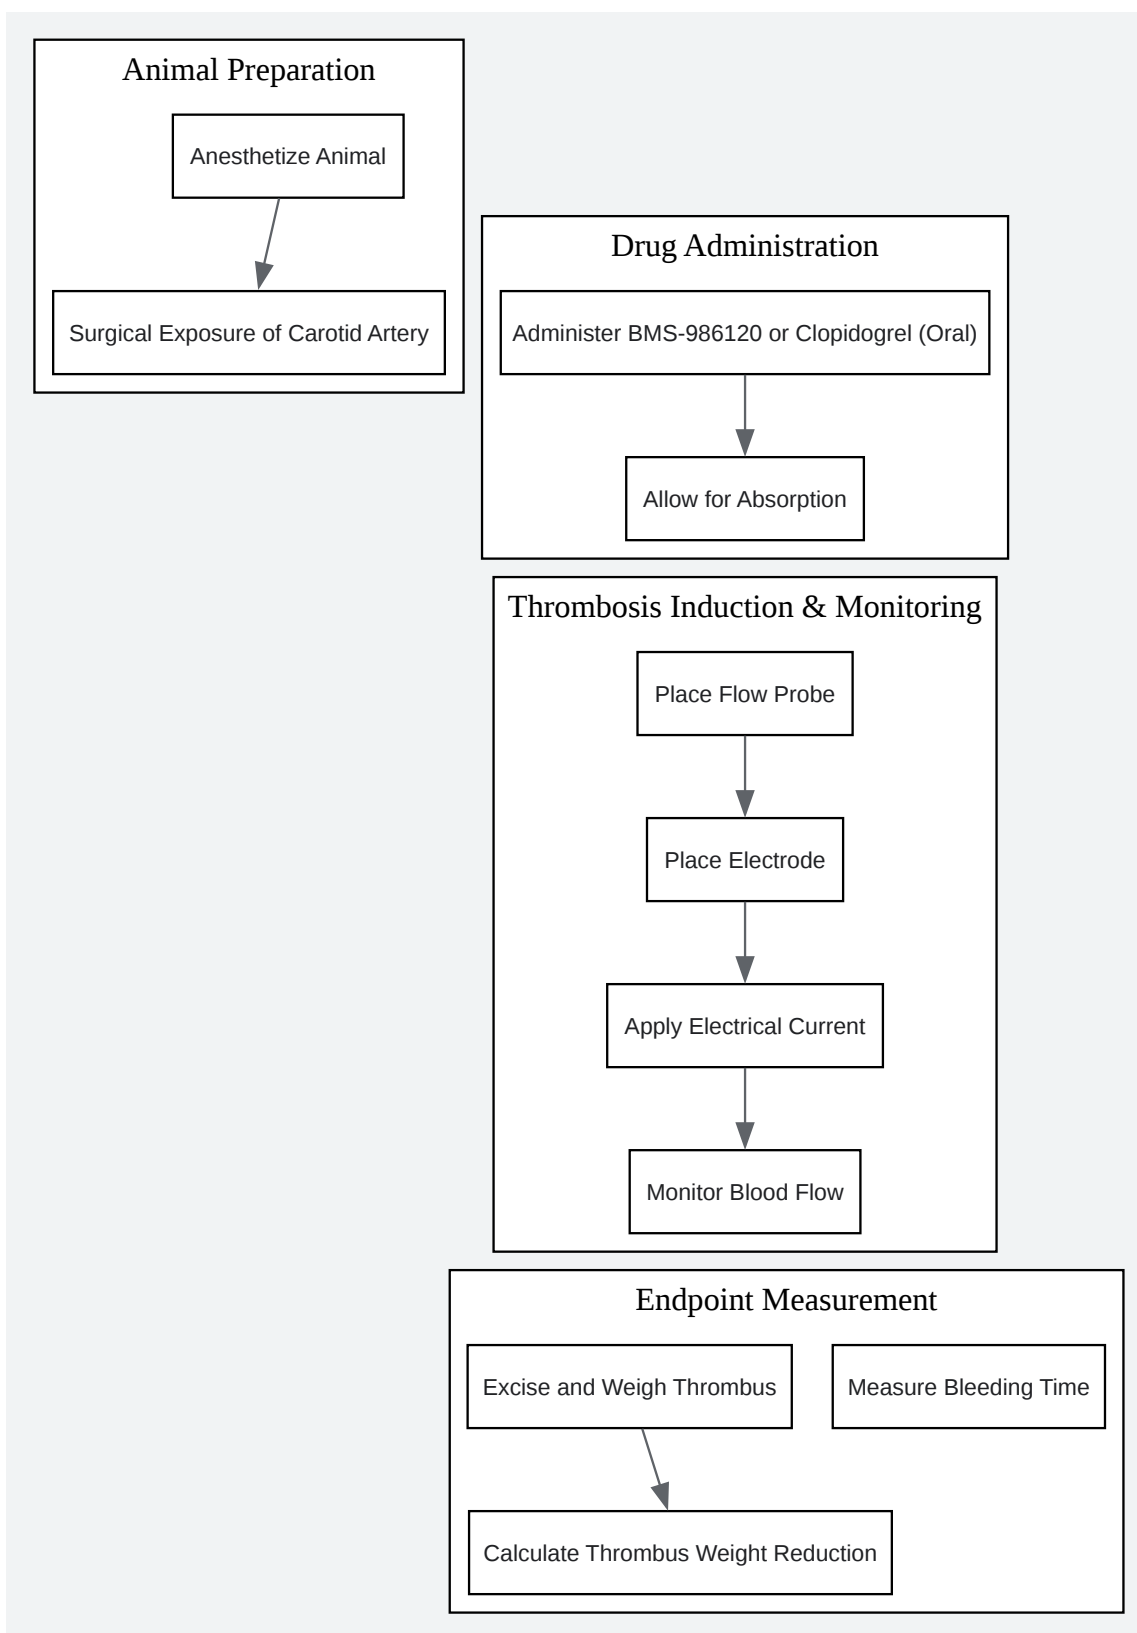 Animal Preparation
Anesthetize Animal
Surgical Exposure of Carotid Artery
Drug Administration
Administer BMS-986120 or Clopidogrel (Oral)
Allow for Absorption
Thrombosis Induction & Monitoring
Place Flow Probe
Place Electrode
Apply Electrical Current
Monitor Blood Flow
Endpoint Measurement
Excise and Weigh Thrombus
Measure Bleeding Time
Calculate Thrombus Weight Reduction